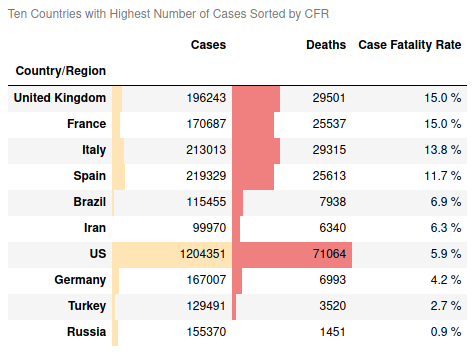 Ten Countries with Highest Number of Cases Sorted by CFR
Cases Deaths Case Fatality Rate
Country/Region
United Kingdom 196243 29501 15.0 %
France 170687 25537 15.0 %
Italy 213013 29315 13.8 %
Spain 219329 25613 11.7 %
Brazil 115455 7938 6.9 %
Iran 99970 6340 6.3 %
US 1204351 71064 5.9 %
Germany 167007 6993 4.2 %
Turkey 129491 3520 2.7 %
Russia 155370 1451 0.9 %